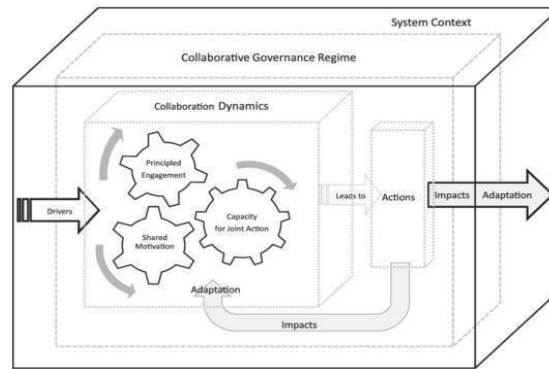 System Context
Collaborative Governance Regime
Collaboration Dynamics
Principled
Engagement
Drivers
Shared
Motivation
Capacity
for Joint Action
Leads to
Actions
Impacts
Adaptation
Adaptation
Impacts